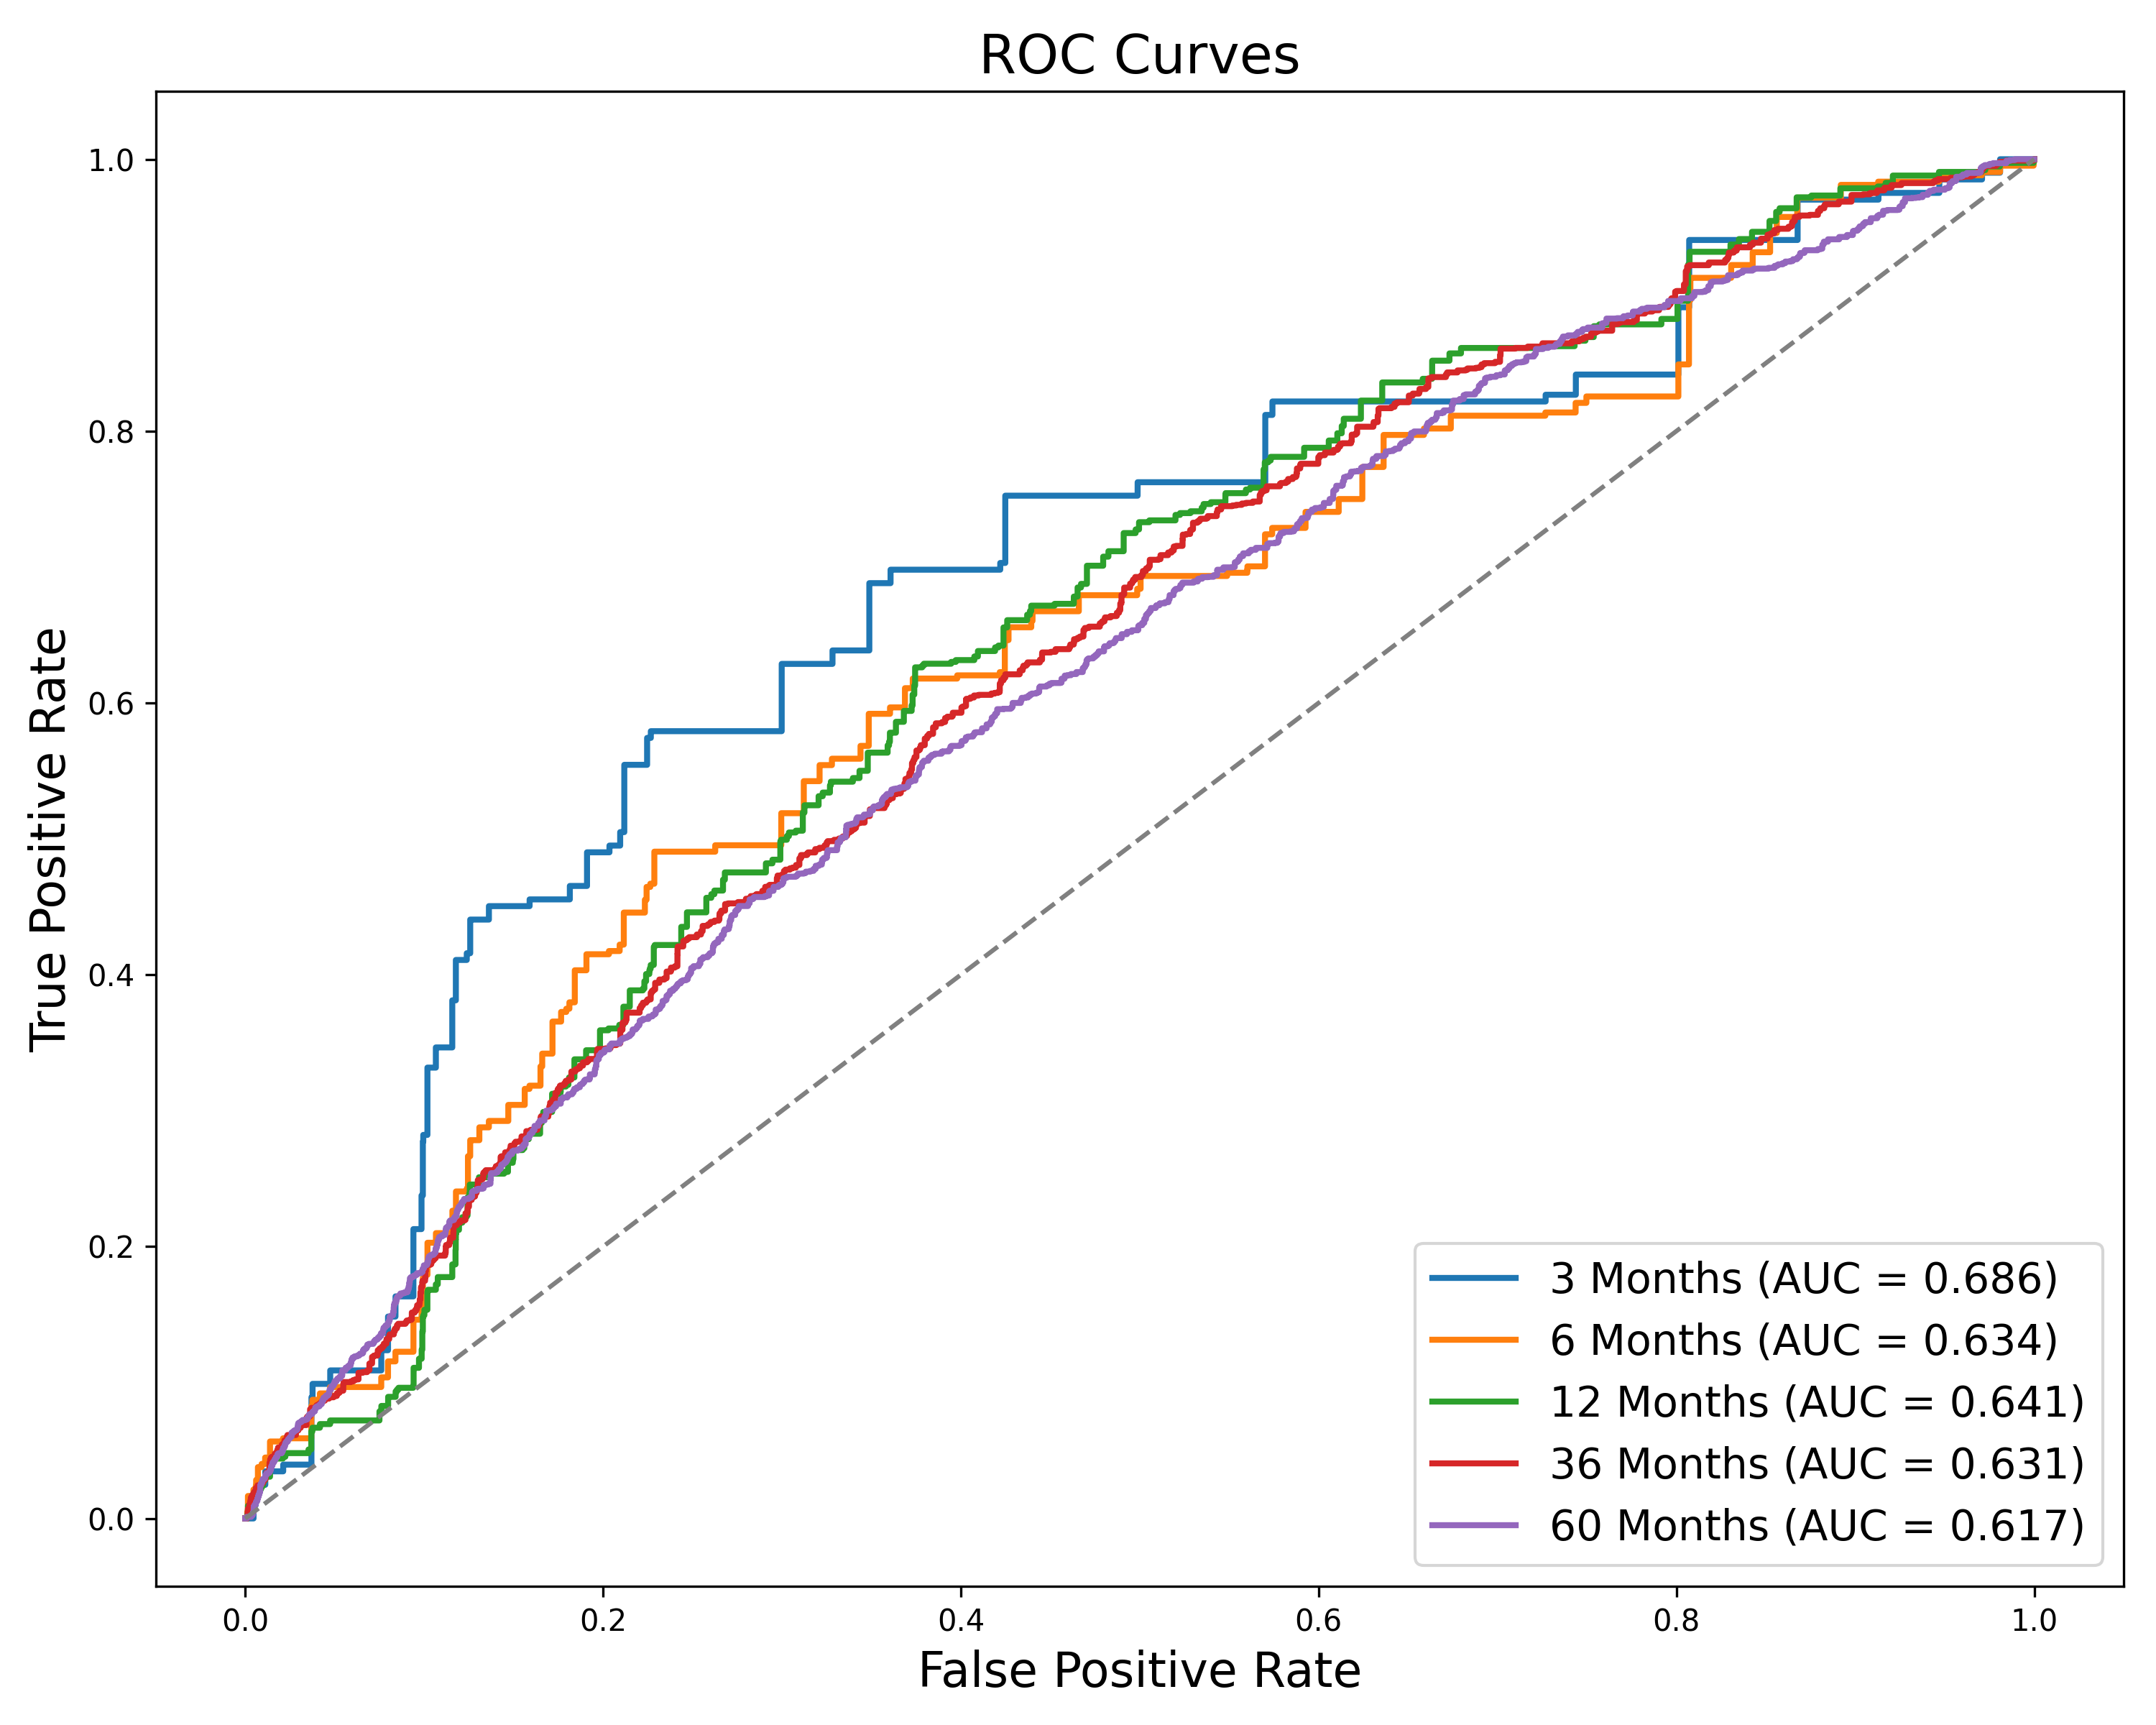 ROC Curves
1.0
0.8
0.6
0.4
0.2
0.0
True Positive Rate
0.0 0.2 0.4 0.6 0.8 1.0
False Positive Rate
3 Months (AUC = 0.686)
6 Months (AUC = 0.634)
12 Months (AUC = 0.641)
36 Months (AUC = 0.631)
60 Months (AUC = 0.617)